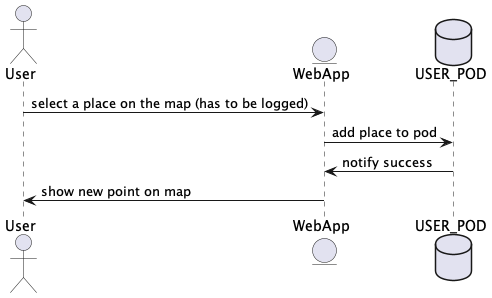 User WebApp USER_POD
select a place on the map (has to be logged)
add place to pod
notify success
show new point on map
User WebApp USER_POD